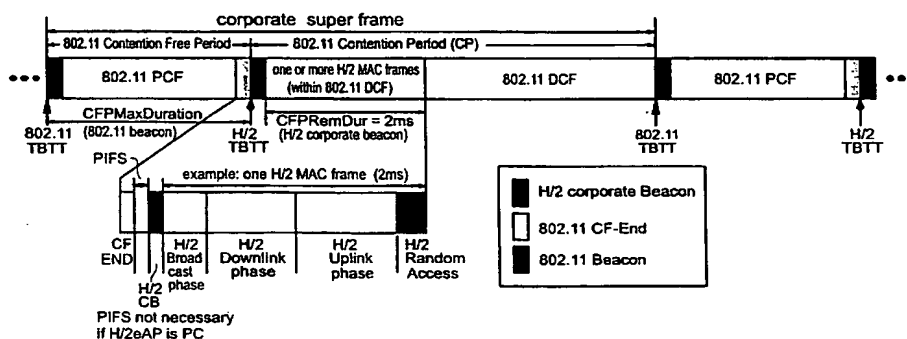 corporate super frame
802.11 Contention Free Period
802.11 Contention Period (CP)
802.11 PCF
one or more H/2 MAC frames
(within 802.11 DCF)
802.11 DCF
802.11 PCF
CFPMaxDuration
(802.11 beacon)
CFPRemDur = 2ms
(H/2 corporate beacon)
802.11
TBTT
H/2
TBTT
802.11
TBTT
H/2
TBTT
PIFS
example: one H/2 MAC frame (2ms)
CF
END
H/2
CB
H/2
Broad
cast
phase
H/2
Downlink
phase
H/2
Uplink
phase
H/2
Random
Access
PIFS not necessary
if H/2eAP is PC
H/2 corporate Beacon
802.11 CF-End
802.11 Beacon